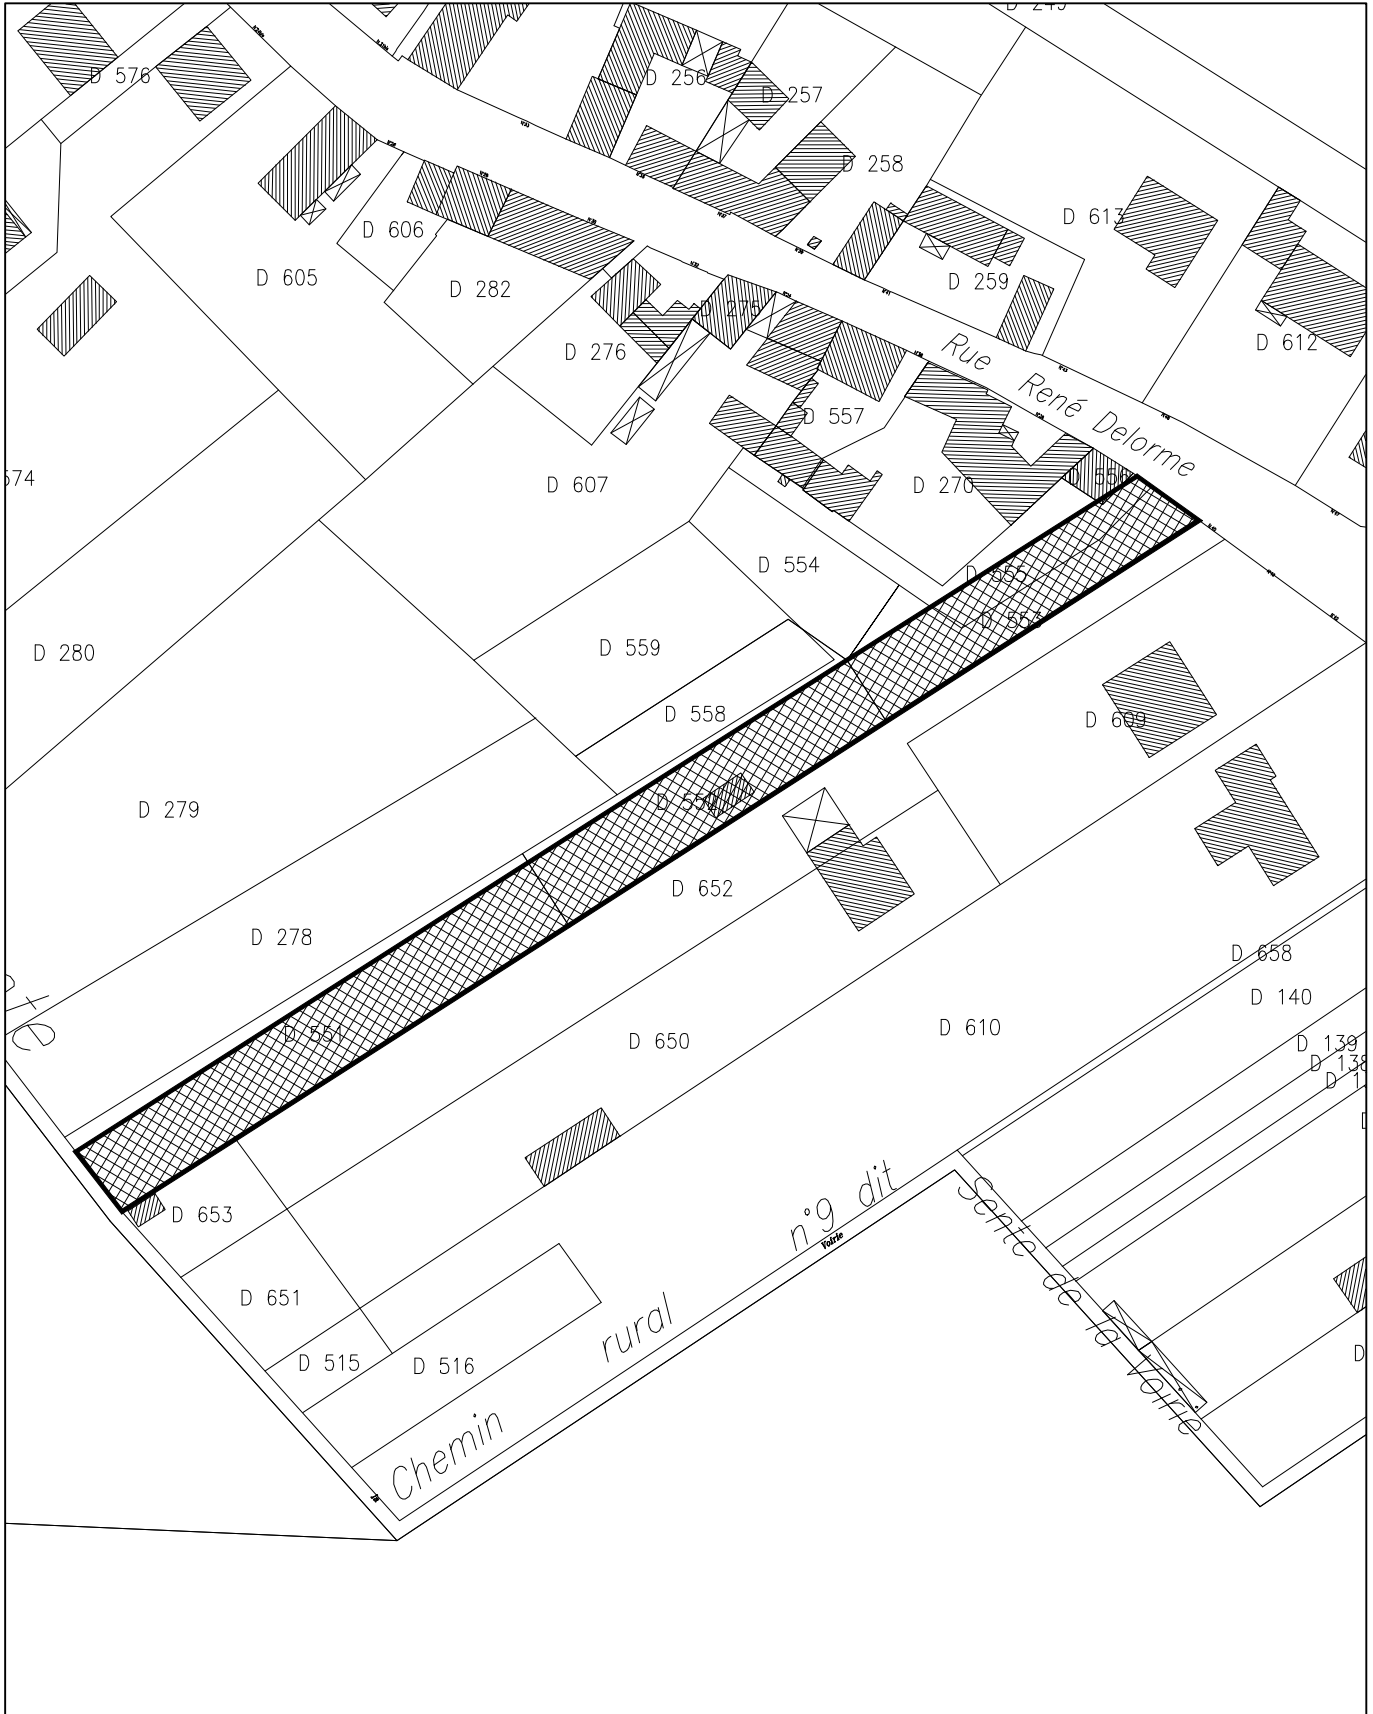 D 576
D 256
D 257
D 258
D 613
D 606
D 605
D 282
D 259
D 275
D 612
D 276
Rue René Delorme
D 557
574
D 607
D 270
D 556
D 554
D 555
D 553
D 280
D 559
D 558
D 609
D 279
D 552
D 652
D 278
D 658
D 140
D 551
D 650
D 610
D 139
D 138
D 1
D 653
D 651
D 515
D 516
D
Chemin rural n°9 dit
Voirie
Sente de la Voirie